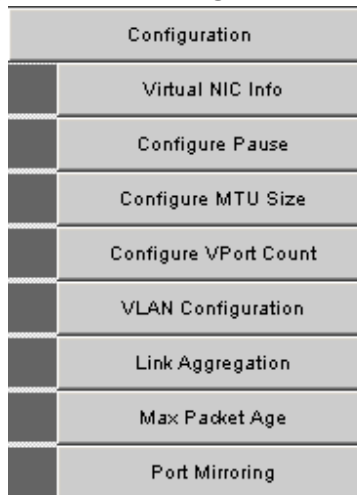 Configuration
Virtual NIC Info
Configure Pause
Configure MTU Size
Configure VPort Count
VLAN Configuration
Link Aggregation
Max Packet Age
Port Mirroring